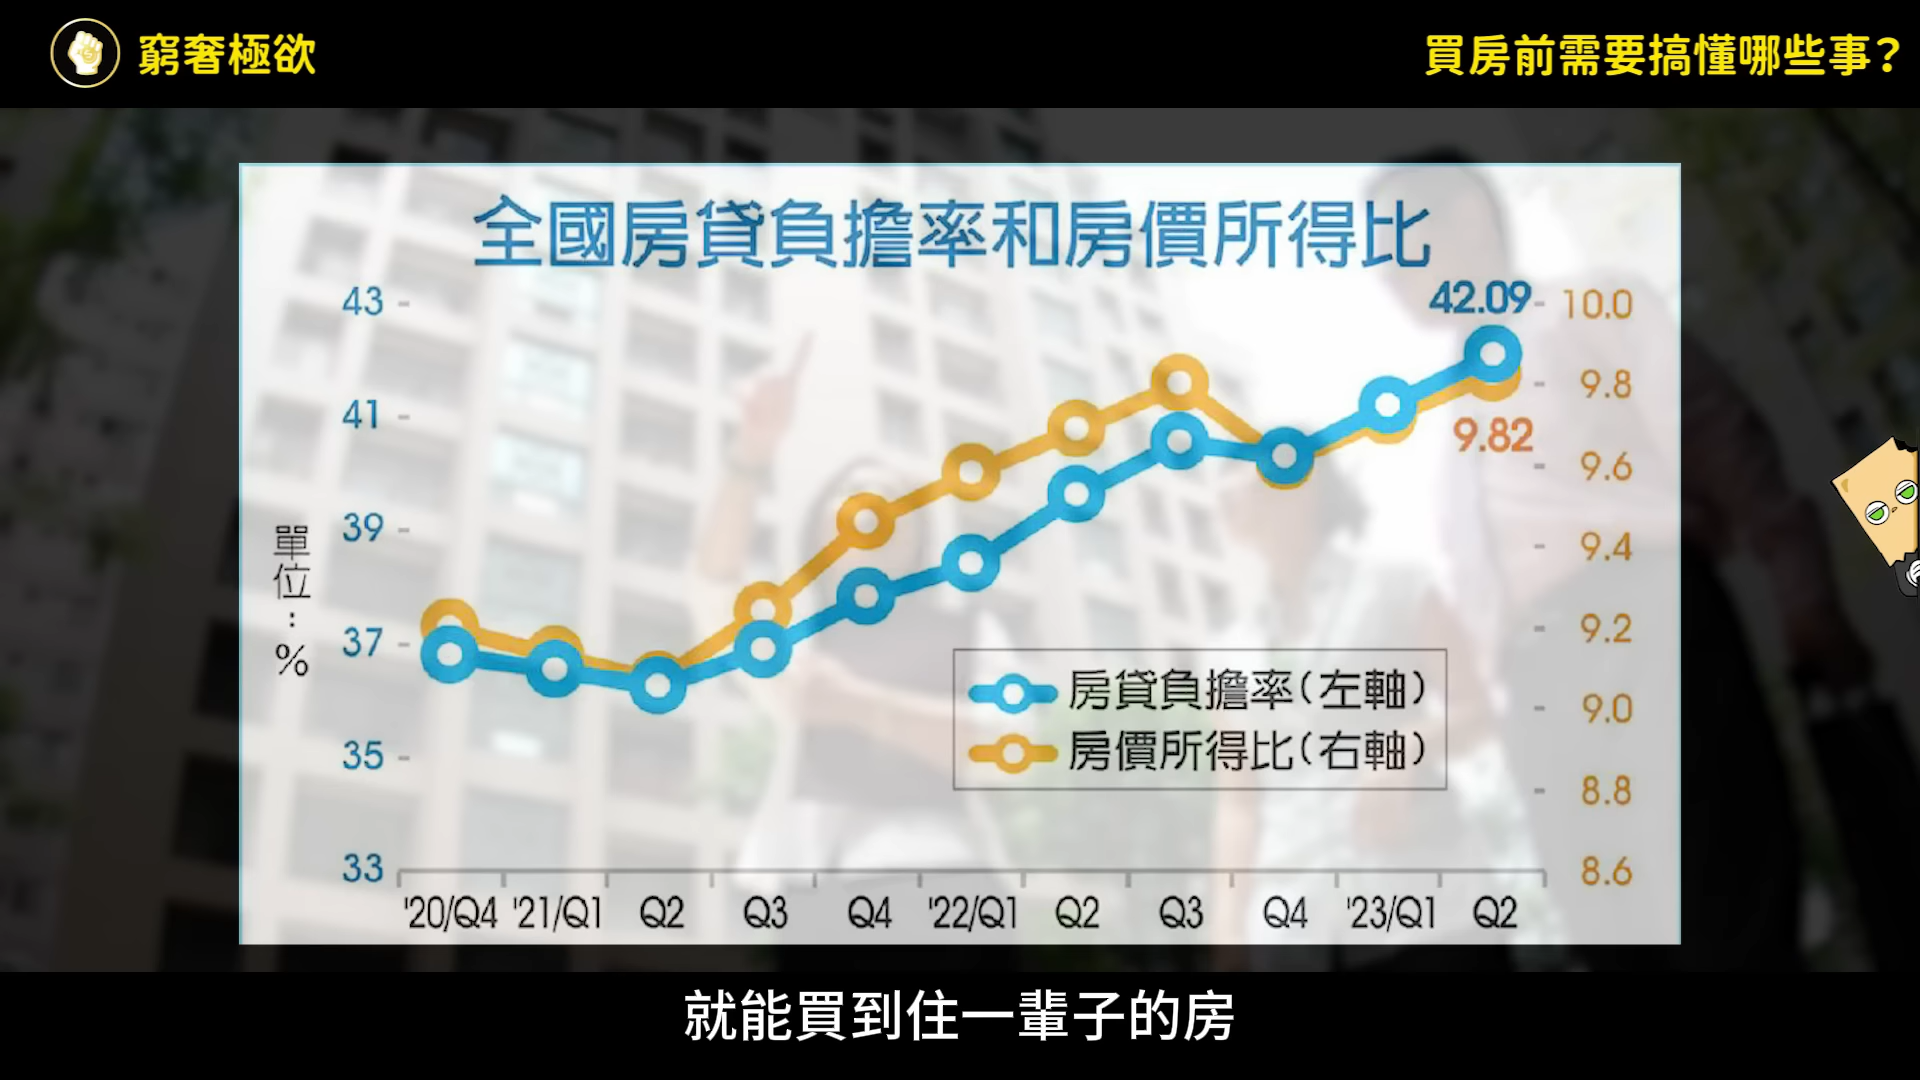 窮奢極欲
買房前需要搞懂哪些事?
全國房貸負擔率和房價所得比
42.09
43
10.0
9.8
41
9.82
9.6
39
9.4
單位:%
37
9.2
房貸負擔率(左軸)
9.0
房價所得比(右軸)
35
8.8
33
8.6
'20/Q4 '21/Q1 Q2 Q3 Q4 '22/Q1 Q2 Q3 Q4 '23/Q1 Q2
就能買到住一輩子的房